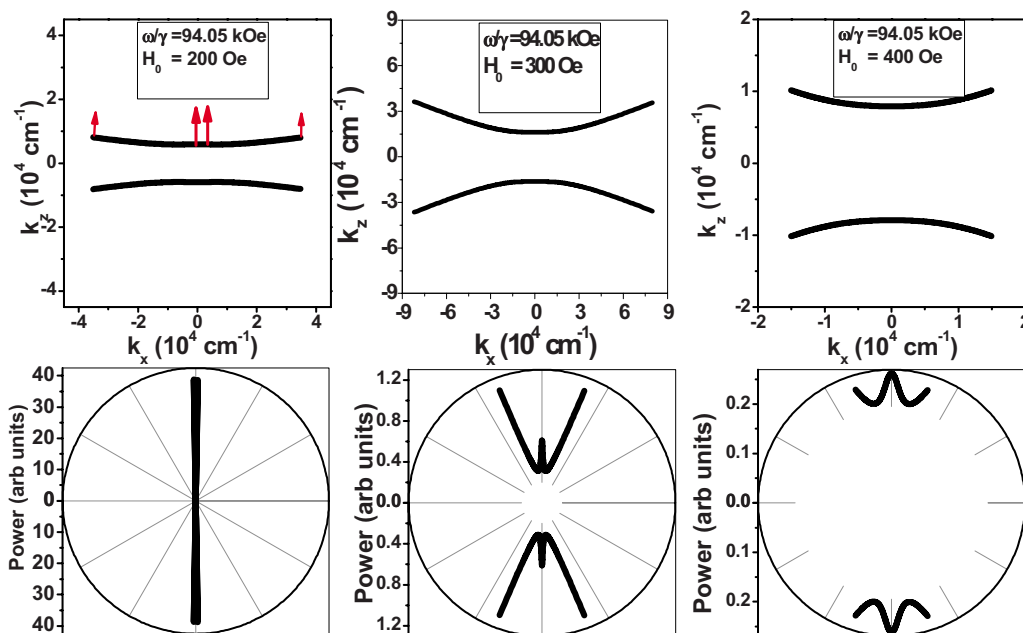 ω/γ =94.05 kOe
H0 = 200 Oe
4
2
0
-2
-4
kz (10^4 cm^-1)
-4 -2 0 2 4
kx (10^4 cm^-1)
ω/γ =94.05 kOe
H0 = 300 Oe
9
6
3
0
-3
-6
-9
kz (10^4 cm^-1)
-9 -6 -3 0 3 6 9
kx (10^4 cm^-1)
ω/γ =94.05 kOe
H0 = 400 Oe
2
1
0
-1
-2
kz (10^4 cm^-1)
-2 -1 0 1 2
kx (10^4 cm^-1)
40
30
20
10
0
10
20
30
40
Power (arb units)
1.2
0.8
0.4
0.0
0.4
0.8
1.2
Power (arb units)
0.2
0.1
0.0
0.1
0.2
Power (arb units)